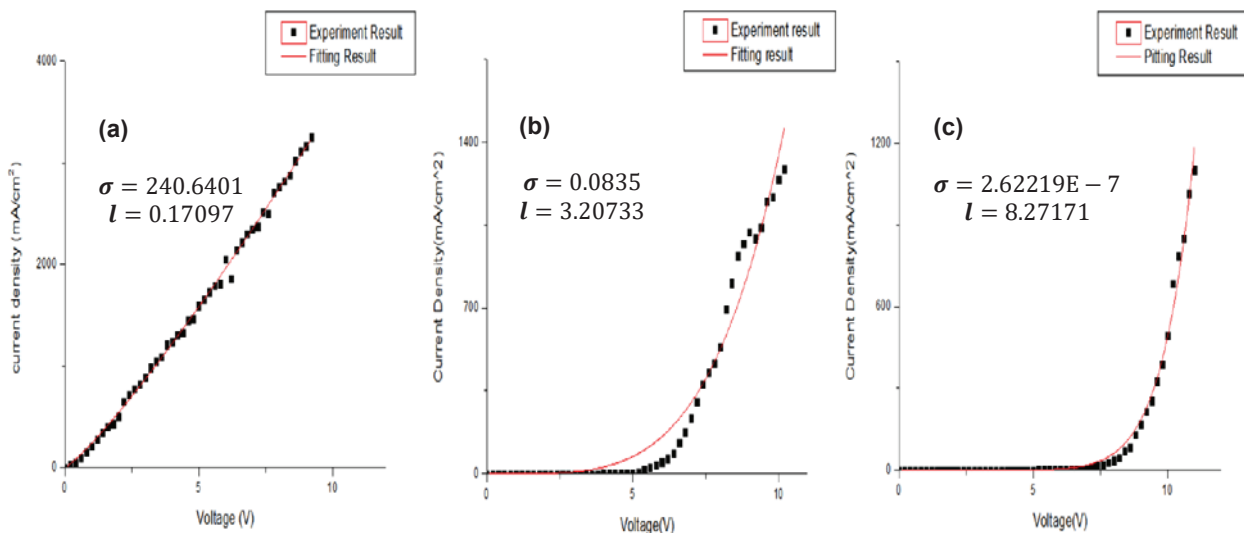 Experiment Result
Fitting Result
(a)
σ = 240.6401
l = 0.17097
current density (mA/cm²)
4000
2000
0
0
5
10
Voltage (V)
Experiment result
Fitting result
(b)
σ = 0.0835
l = 3.20733
Current Density(mA/cm^2)
1400
700
0
0
5
10
Voltage(V)
Experiment Result
Pitting Result
(c)
σ = 2.62219E − 7
l = 8.27171
Current Density(mA/cm^2)
1200
600
0
0
5
10
Voltage(V)